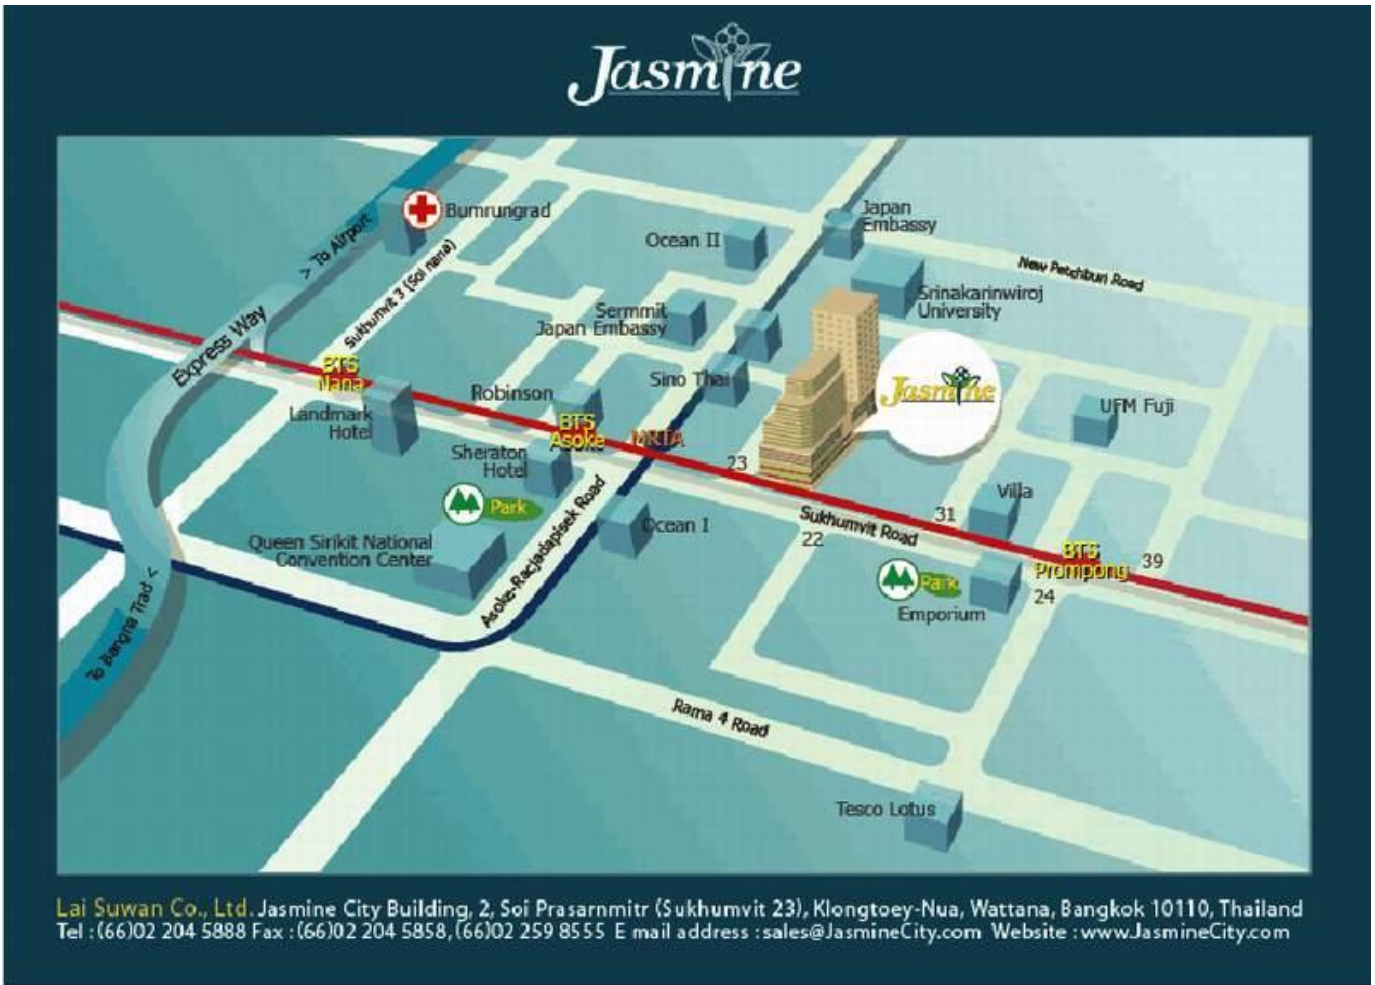 Jasmine
Bumrungrad
Japan
Embassy
Ocean II
> To Airport
Sukhumvit 3 (Soi nana)
New Petchburi Road
Srinakarinwiroj
University
Sermmit
Japan Embassy
Express Way
BTS
Nana
Sino Thai
Jasmine
Robinson
UFM Fuji
Landmark
Hotel
BTS
Asoke
MRTA
Sheraton
Hotel
23
Park
Villa
Asoke-Racjadapisek Road
Ocean I
Sukhumvit Road
31
22
Queen Sirikit National
Convention Center
BTS
Prompong
39
Park
24
Emporium
To Bangna Trad <
Rama 4 Road
Tesco Lotus
Lai Suwan Co., Ltd. Jasmine City Building, 2, Soi Prasarnmitr (Sukhumvit 23), Klongtoey-Nua, Wattana, Bangkok 10110, Thailand
Tel : (66)02 204 5888 Fax : (66)02 204 5858, (66)02 259 8555 E mail address : sales@JasmineCity.com Website : www.JasmineCity.com